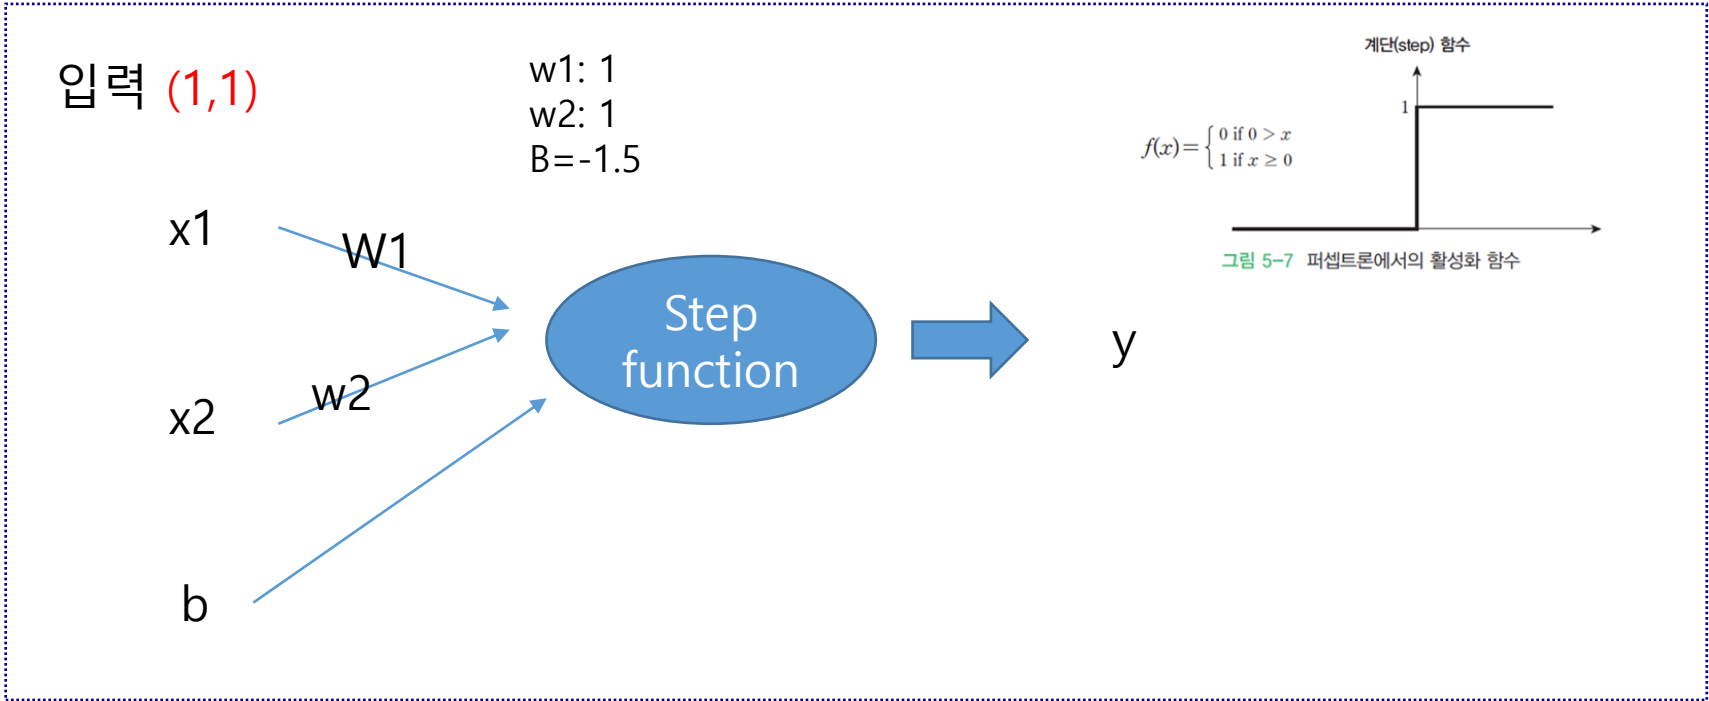 입력 (1,1)
w1: 1
w2: 1
B=-1.5
계단(step) 함수
1
f(x)= { 0 if 0 > x
1 if x ≥ 0
그림 5-7 퍼셉트론에서의 활성화 함수
x1
W1
Step
function
y
w2
x2
b